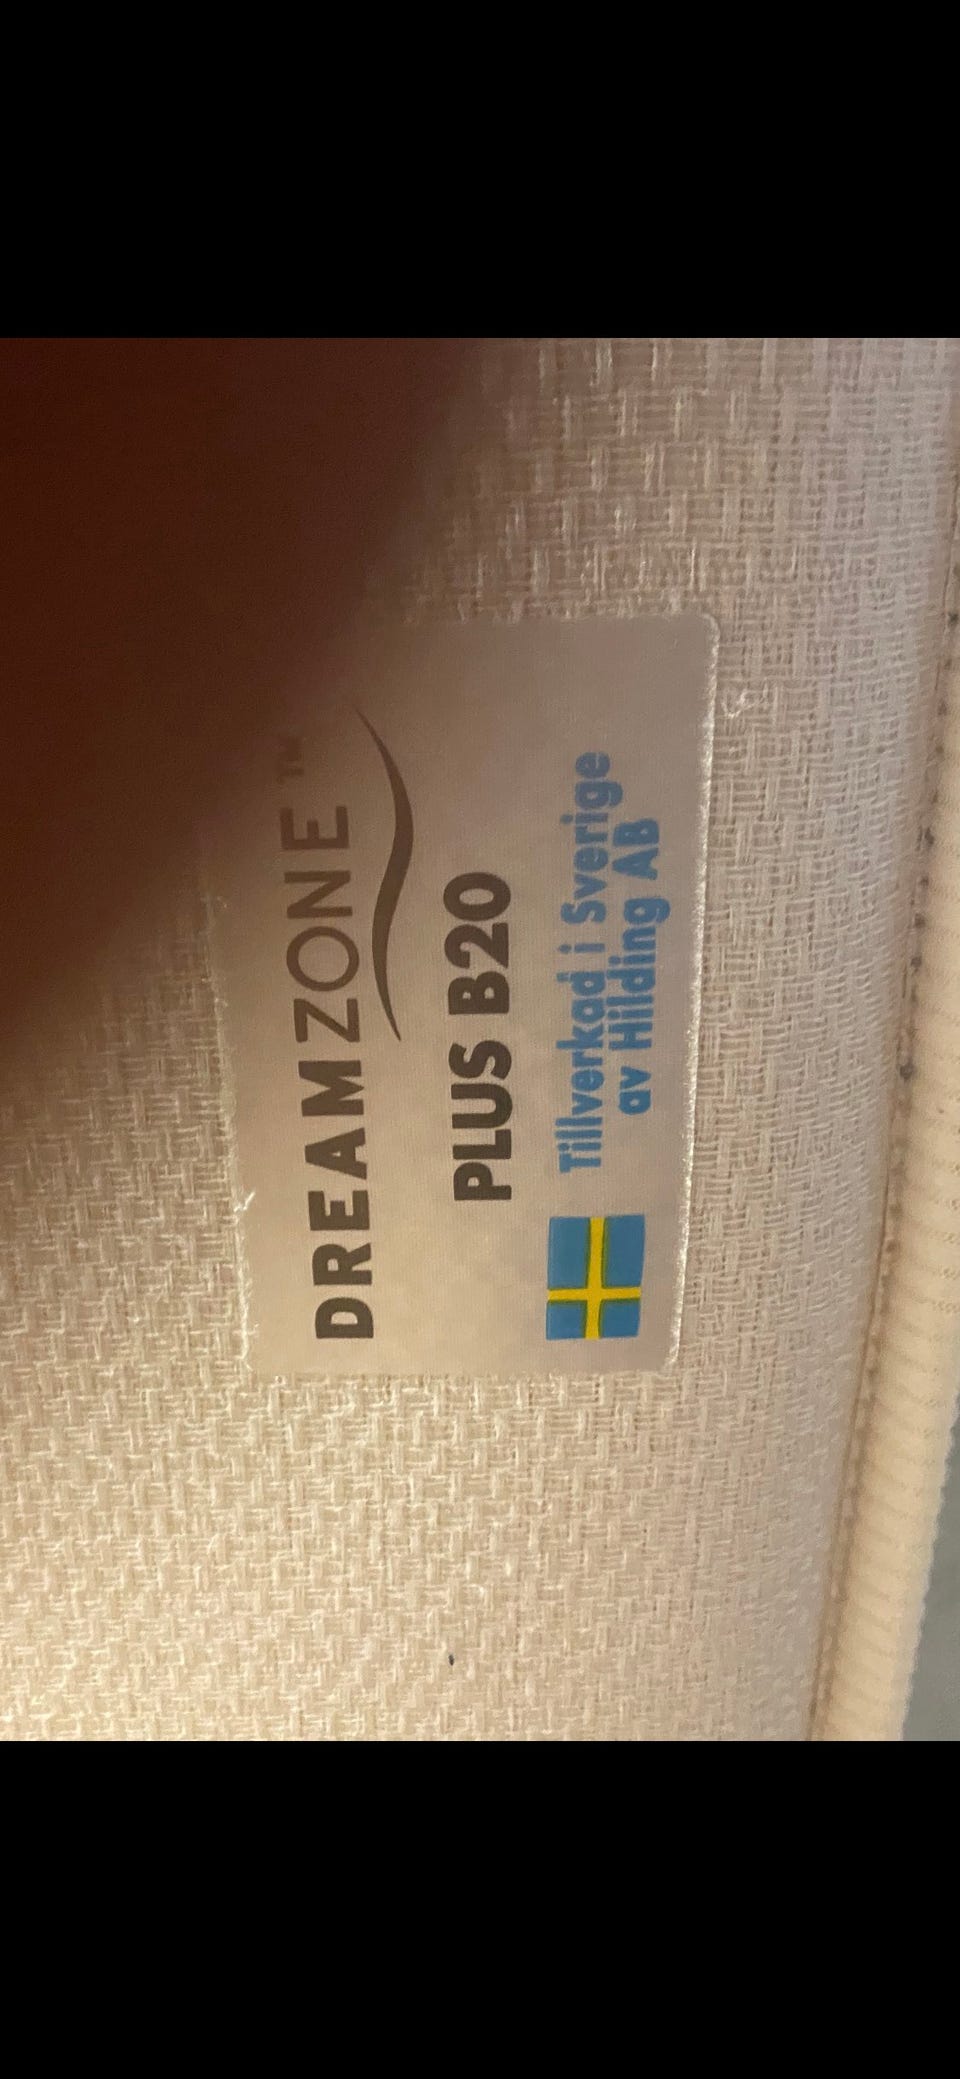 DREAMZONE™
PLUS B20
Tillverkad i Sverige
av Hilding AB